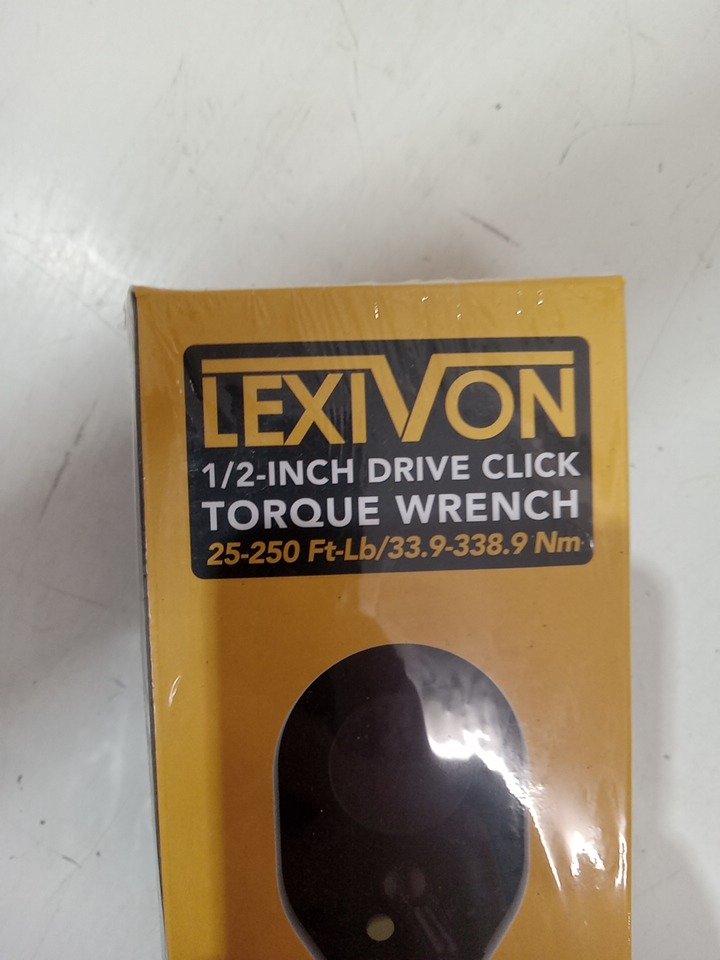 LEXIVON
1/2-INCH DRIVE CLICK
TORQUE WRENCH
25-250 Ft-Lb/33.9-338.9 Nm